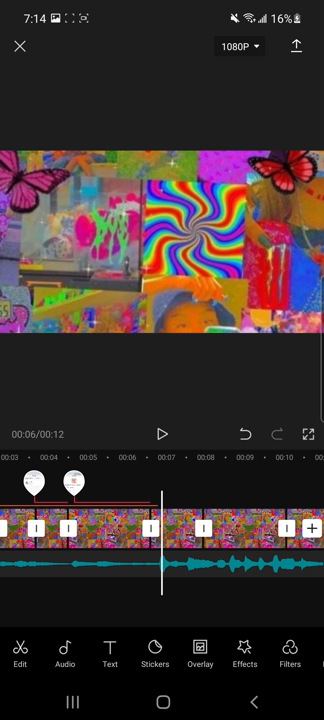 7:14 16%
1080P
00:06/00:12
00:03 00:04 00:05 00:06 00:07 00:08 00:09 00:10
Edit Audio Text Stickers Overlay Effects Filters